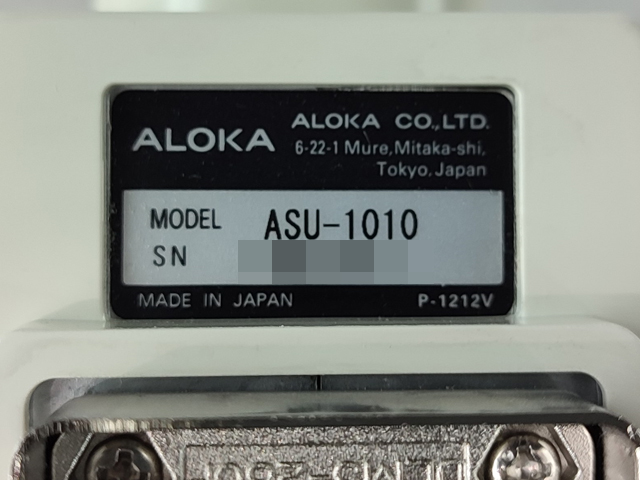 ALOKA
ALOKA CO.,LTD.
6-22-1 Mure, Mitaka-shi,
Tokyo, Japan
MODEL ASU-1010
SN
MADE IN JAPAN P-1212V